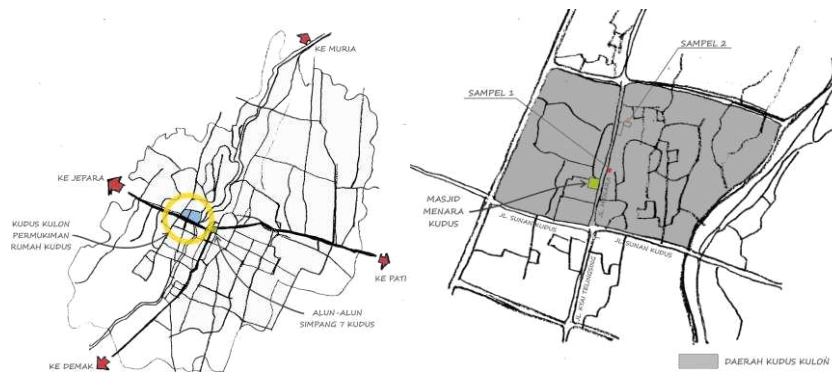 KE MURIA
KE JEPARA
KUDUS KULON
PERMUKIMAN
RUMAH KUDUS
KE PATI
ALUN-ALUN
SIMPANG 7 KUDUS
KE DEMAK
SAMPEL 2
SAMPEL 1
MASJID
MENARA
KUDUS
JL. SUNAN KUDUS
JL. SUNAN KUDUS
JL. KYAI TELINGSING
DAERAH KUDUS KULON